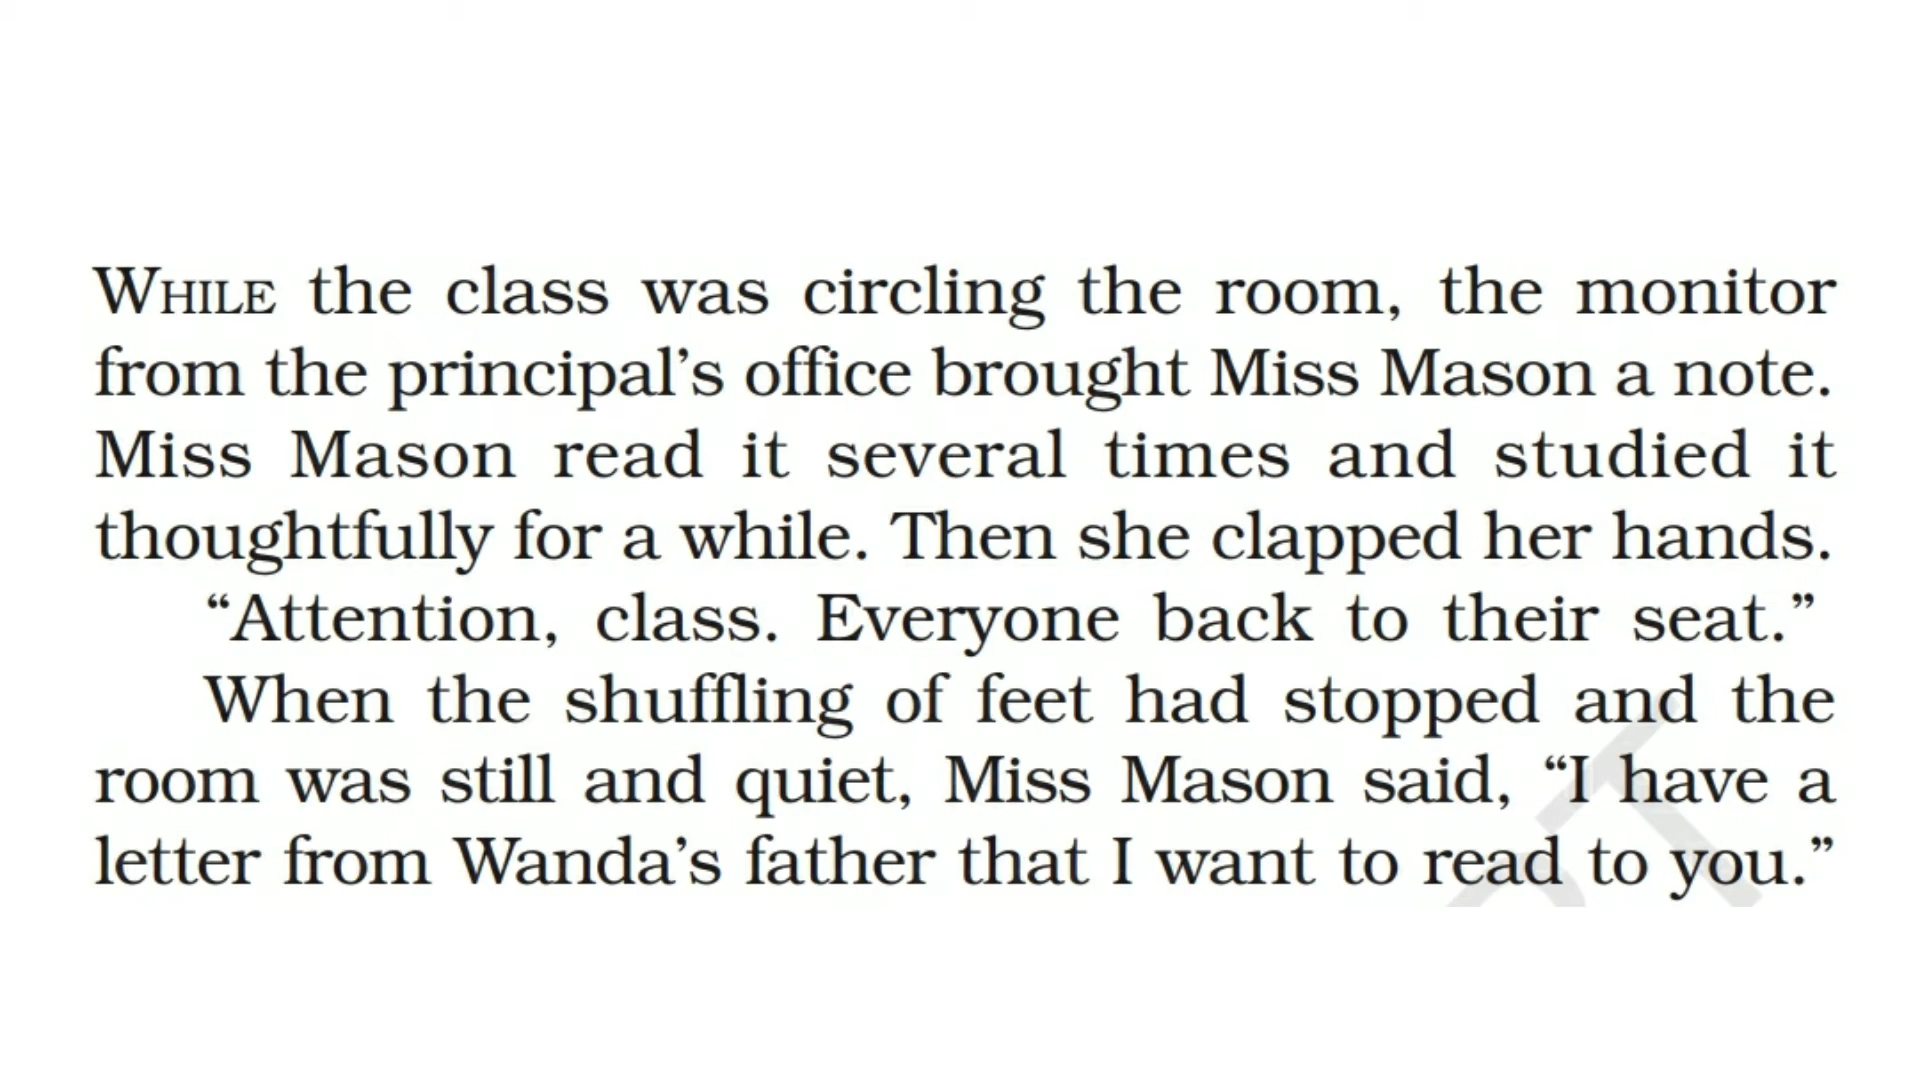 WHILE the class was circling the room, the monitor
from the principal’s office brought Miss Mason a note.
Miss Mason read it several times and studied it
thoughtfully for a while. Then she clapped her hands.
“Attention, class. Everyone back to their seat.”
When the shuffling of feet had stopped and the
room was still and quiet, Miss Mason said, “I have a
letter from Wanda’s father that I want to read to you.”